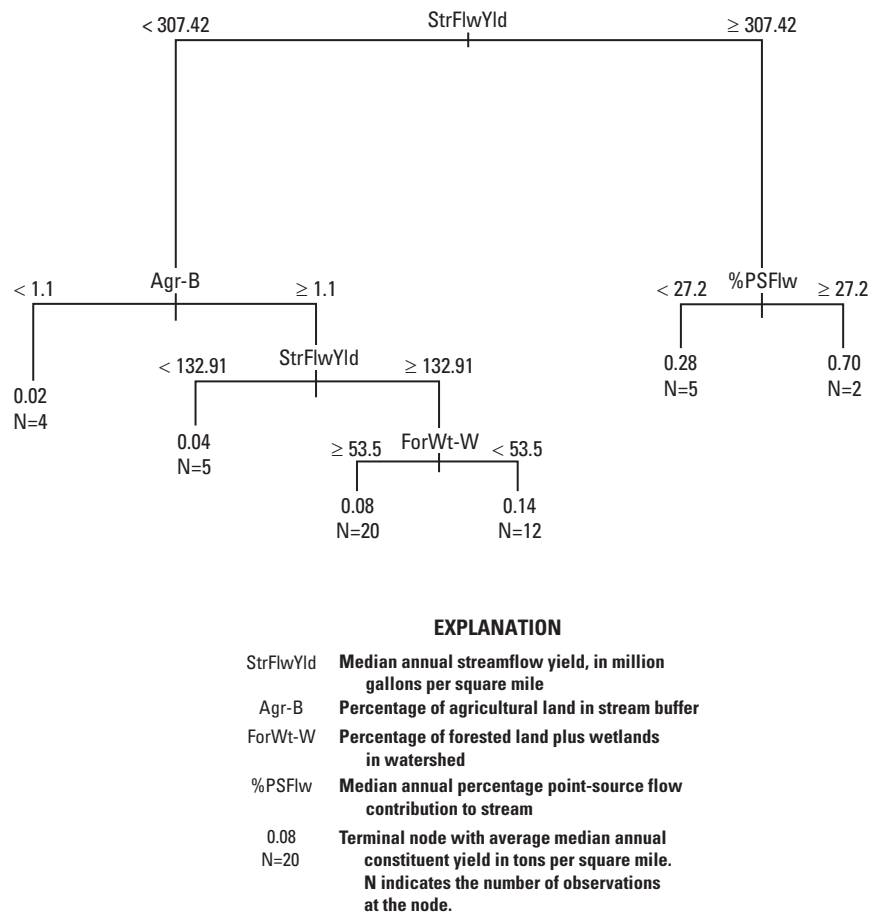 StrFlwYld
< 307.42 ≥ 307.42
Agr-B
< 1.1 ≥ 1.1
%PSFlw
< 27.2 ≥ 27.2
StrFlwYld
< 132.91 ≥ 132.91
0.28
N=5
0.70
N=2
0.02
N=4
0.04
N=5
ForWt-W
≥ 53.5 < 53.5
0.08
N=20
0.14
N=12
EXPLANATION
StrFlwYld Median annual streamflow yield, in million
gallons per square mile
Agr-B Percentage of agricultural land in stream buffer
ForWt-W Percentage of forested land plus wetlands
in watershed
%PSFlw Median annual percentage point-source flow
contribution to stream
0.08 Terminal node with average median annual
N=20 constituent yield in tons per square mile.
N indicates the number of observations
at the node.